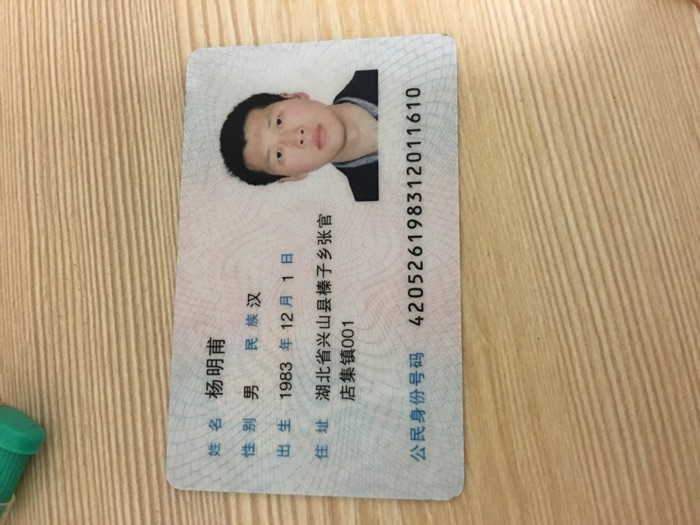 姓名 杨明甫
性别 男 民族 汉
出生 1983 年 12 月 1 日
住址 湖北省兴山县榛子乡张官
店集镇001
公民身份号码 420526198312011610